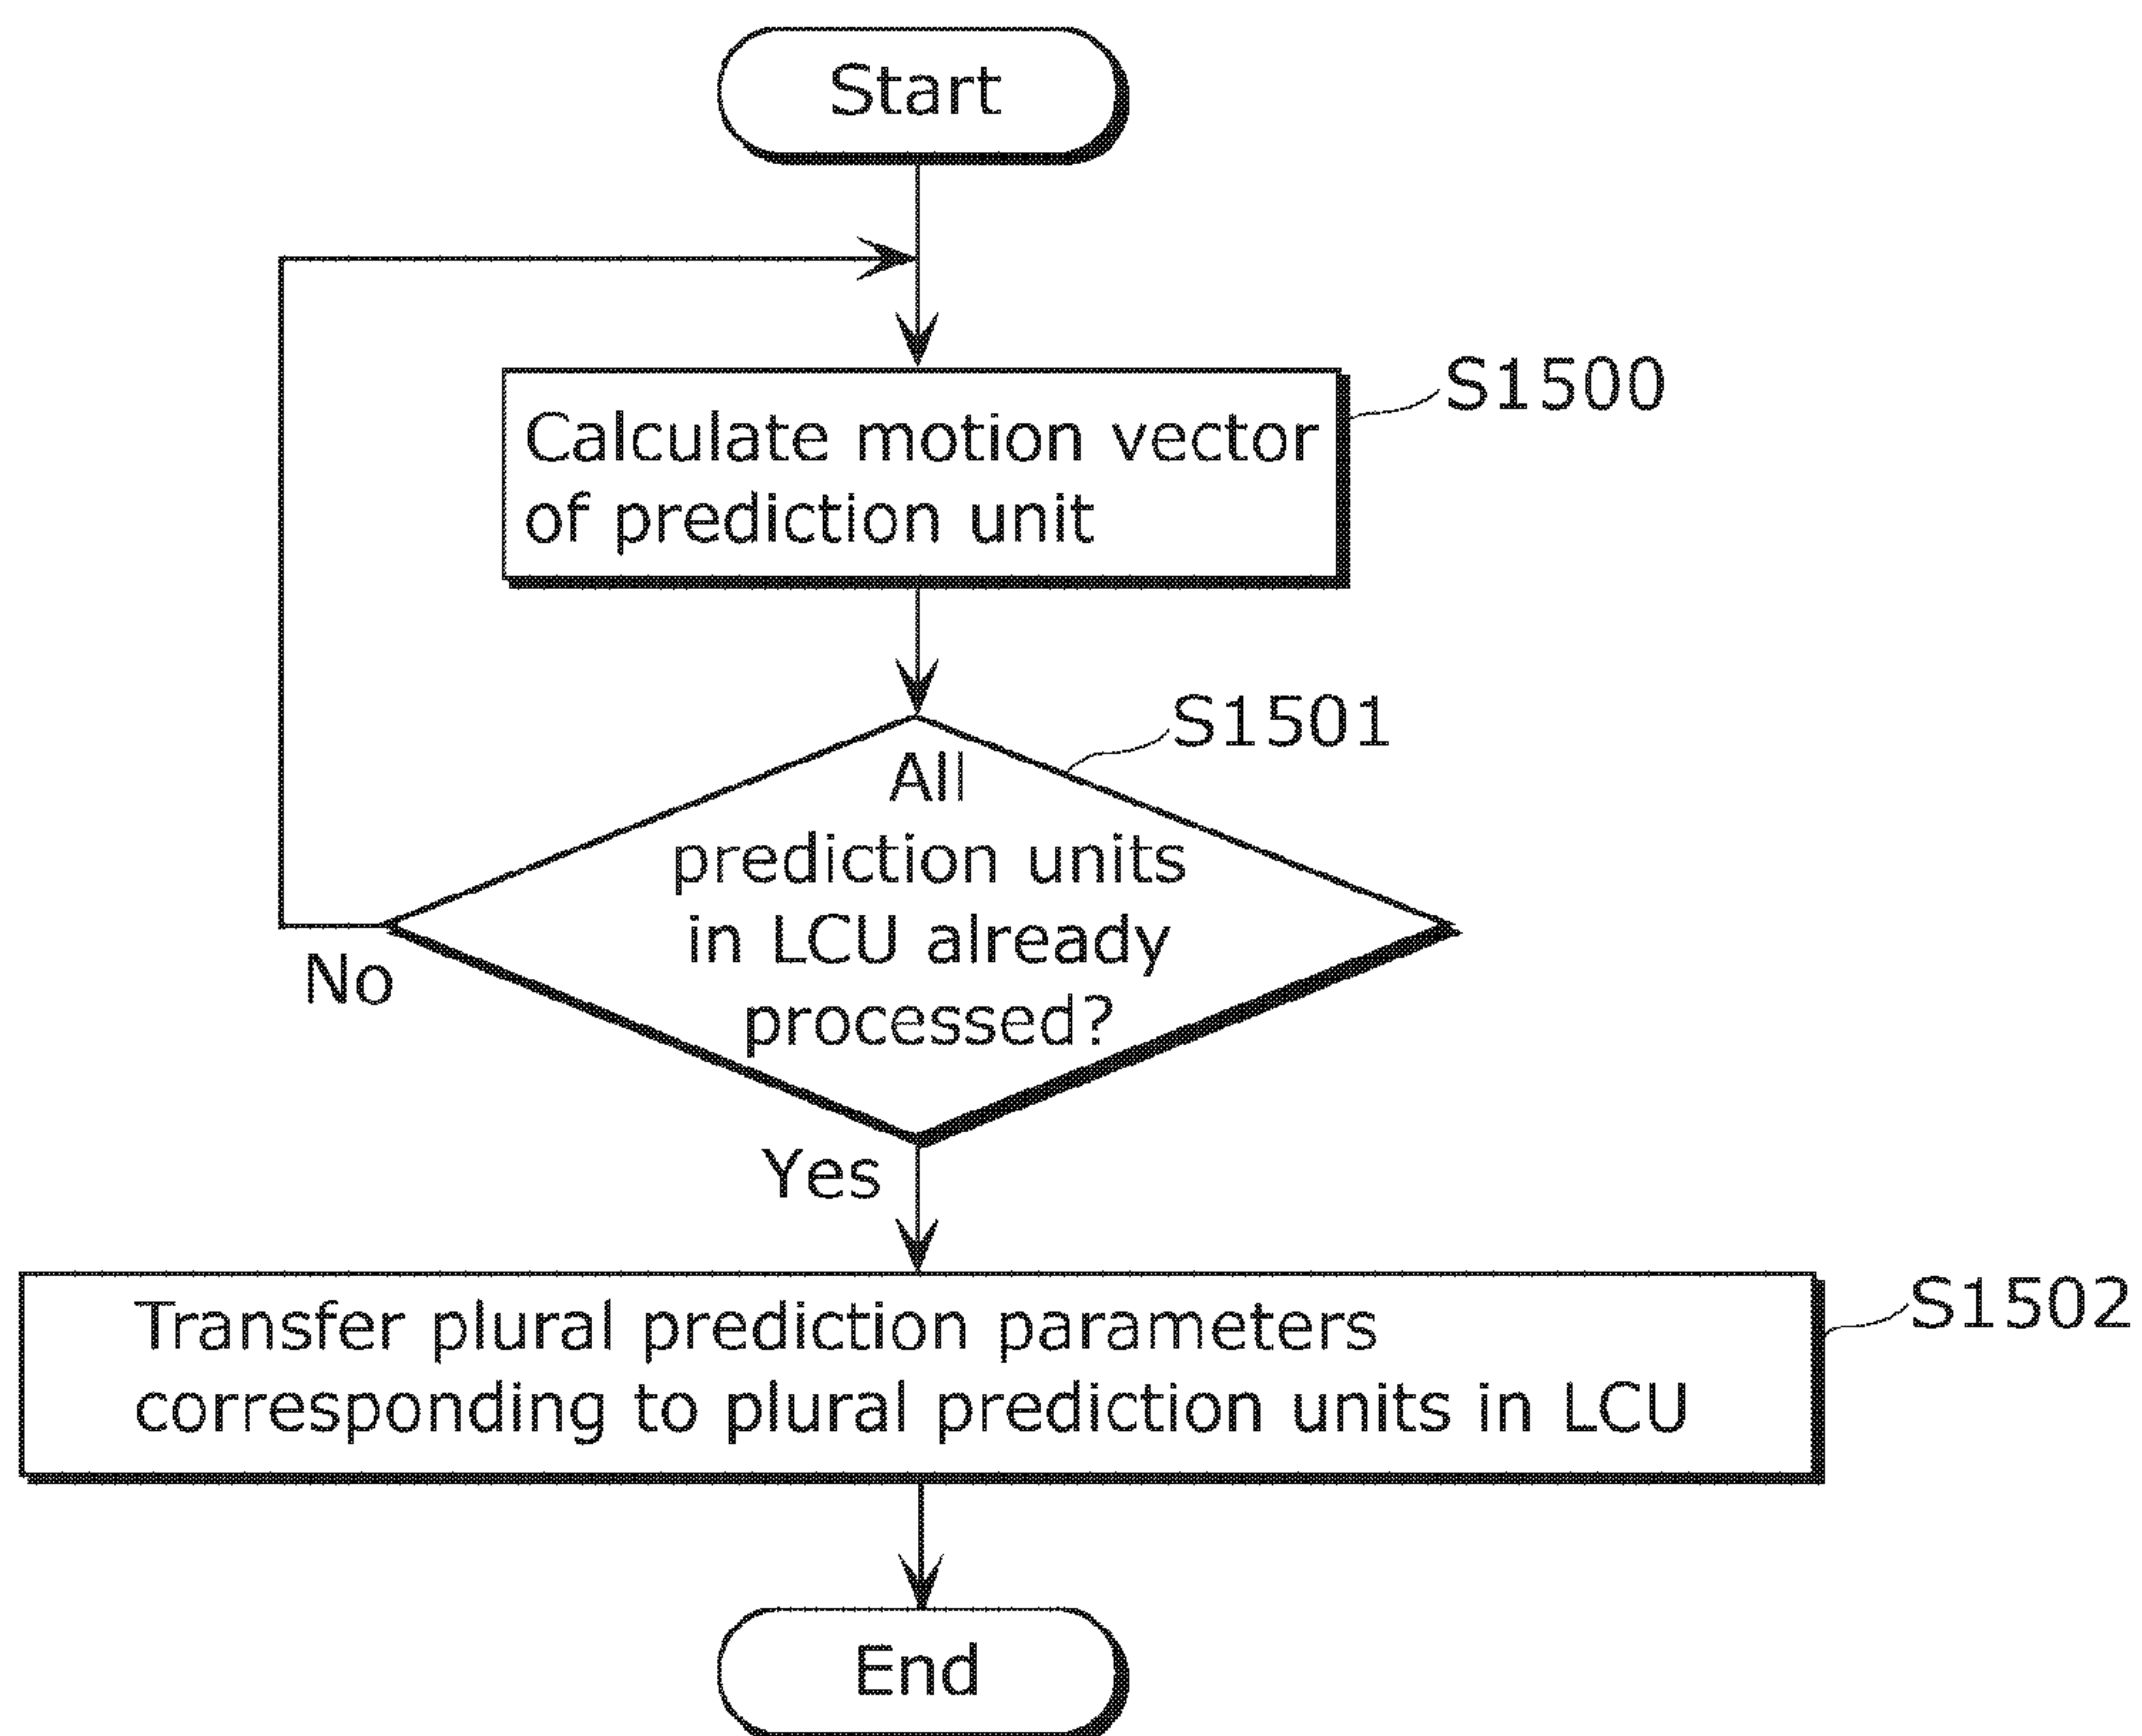 Start
S1500
Calculate motion vector
of prediction unit
S1501
All
prediction units
in LCU already
processed?
No
Yes
S1502
Transfer plural prediction parameters
corresponding to plural prediction units in LCU
End